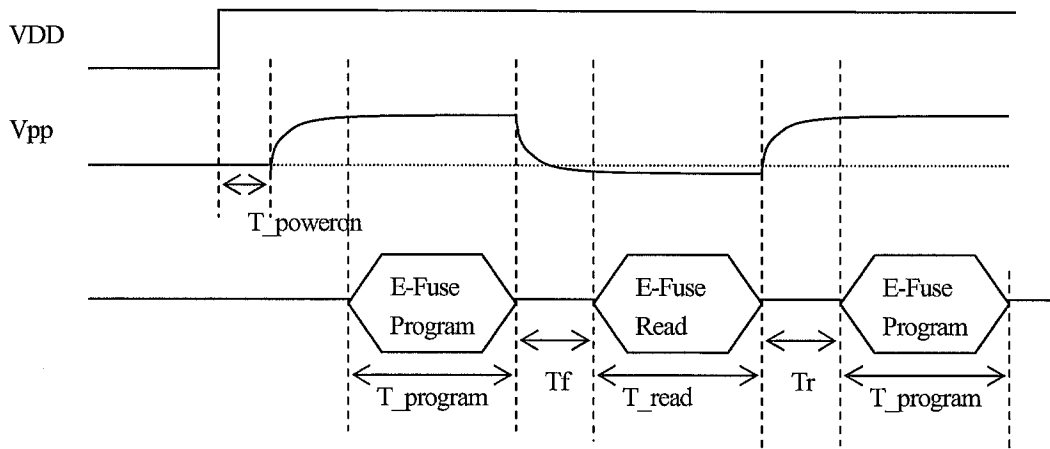 VDD
Vpp
T_poweron
E-Fuse
Program
E-Fuse
Read
E-Fuse
Program
T_program
Tf
T_read
Tr
T_program